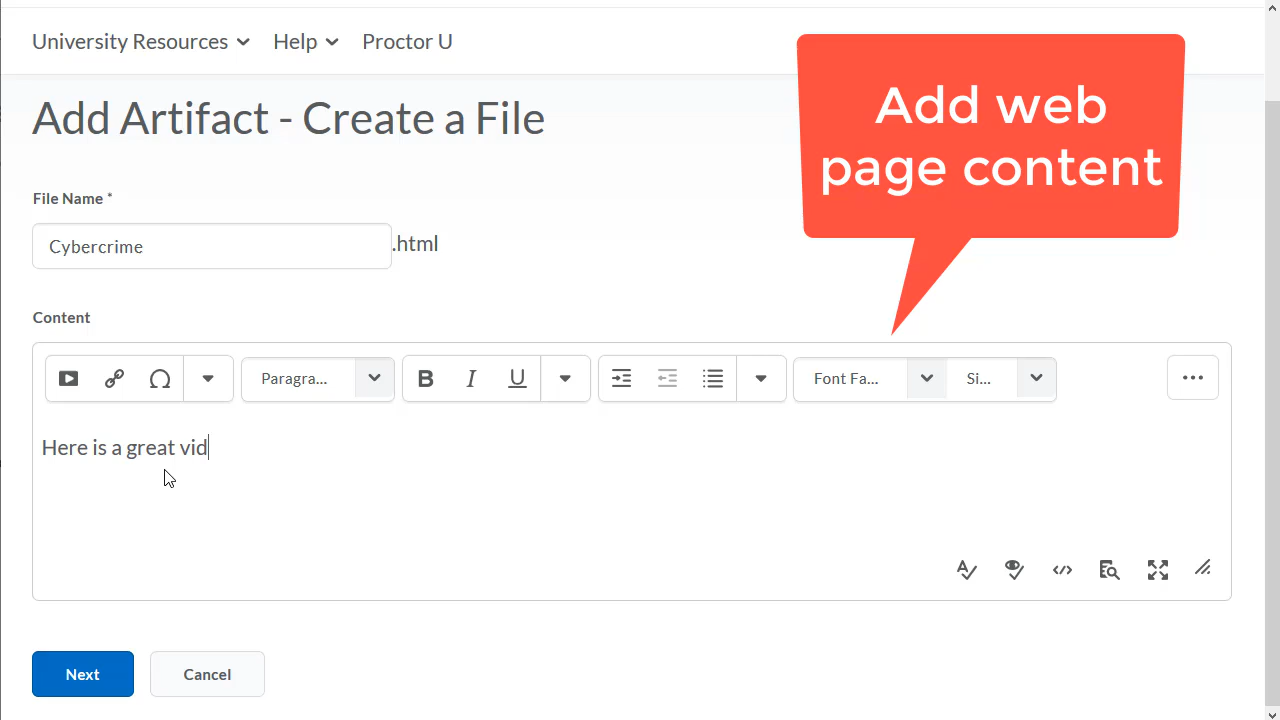 University Resources Help Proctor U
Add web
page content
Add Artifact - Create a File
File Name *
Cybercrime .html
Content
Paragra... B I U Font Fa... Si...
Here is a great vid
Next Cancel